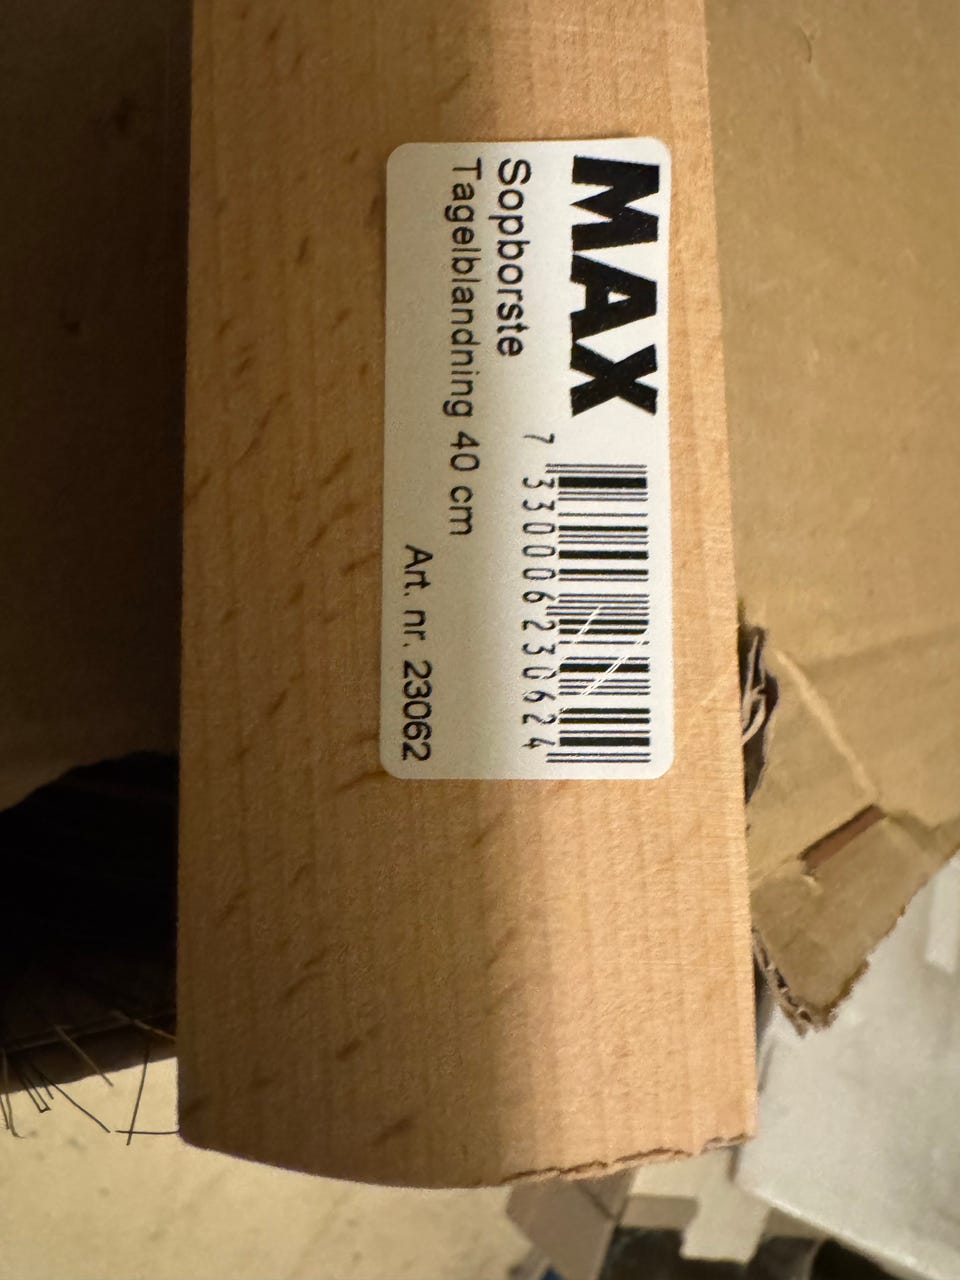 MAX
7 330006 230624
Sopborste
Tagelblandning 40 cm
Art. nr. 23062